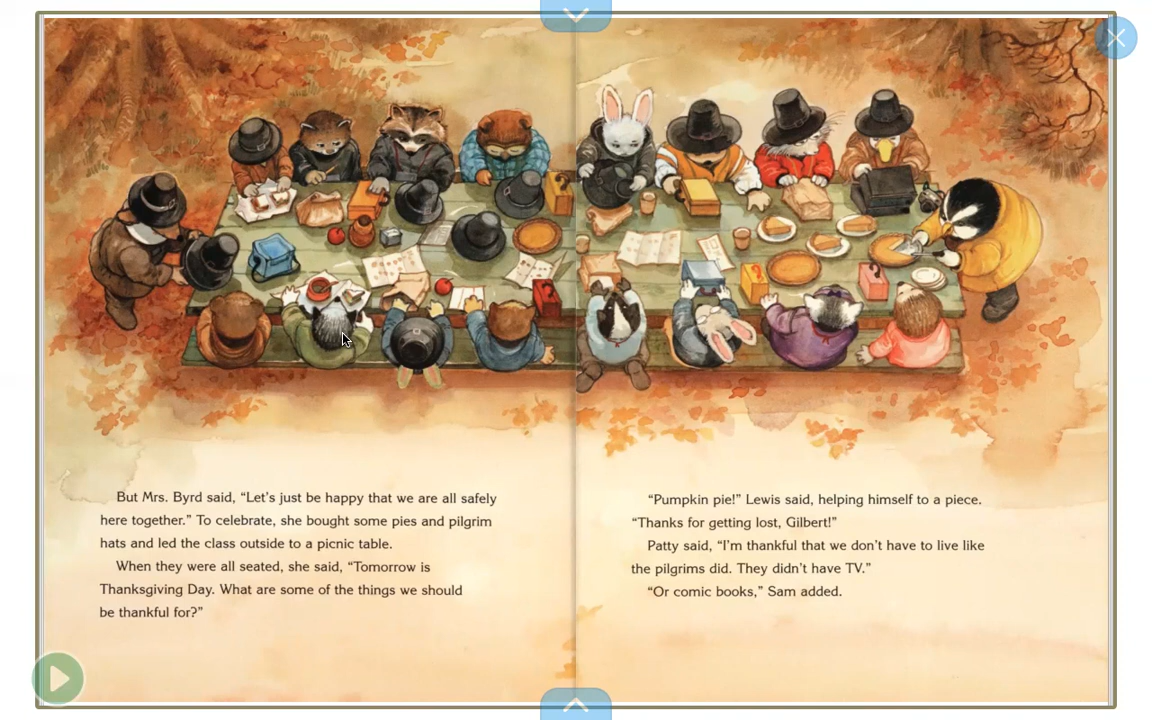 But Mrs. Byrd said, “Let’s just be happy that we are all safely
here together.” To celebrate, she bought some pies and pilgrim
hats and led the class outside to a picnic table.
When they were all seated, she said, “Tomorrow is
Thanksgiving Day. What are some of the things we should
be thankful for?”
“Pumpkin pie!” Lewis said, helping himself to a piece.
“Thanks for getting lost, Gilbert!”
Patty said, “I’m thankful that we don’t have to live like
the pilgrims did. They didn’t have TV.”
“Or comic books,” Sam added.